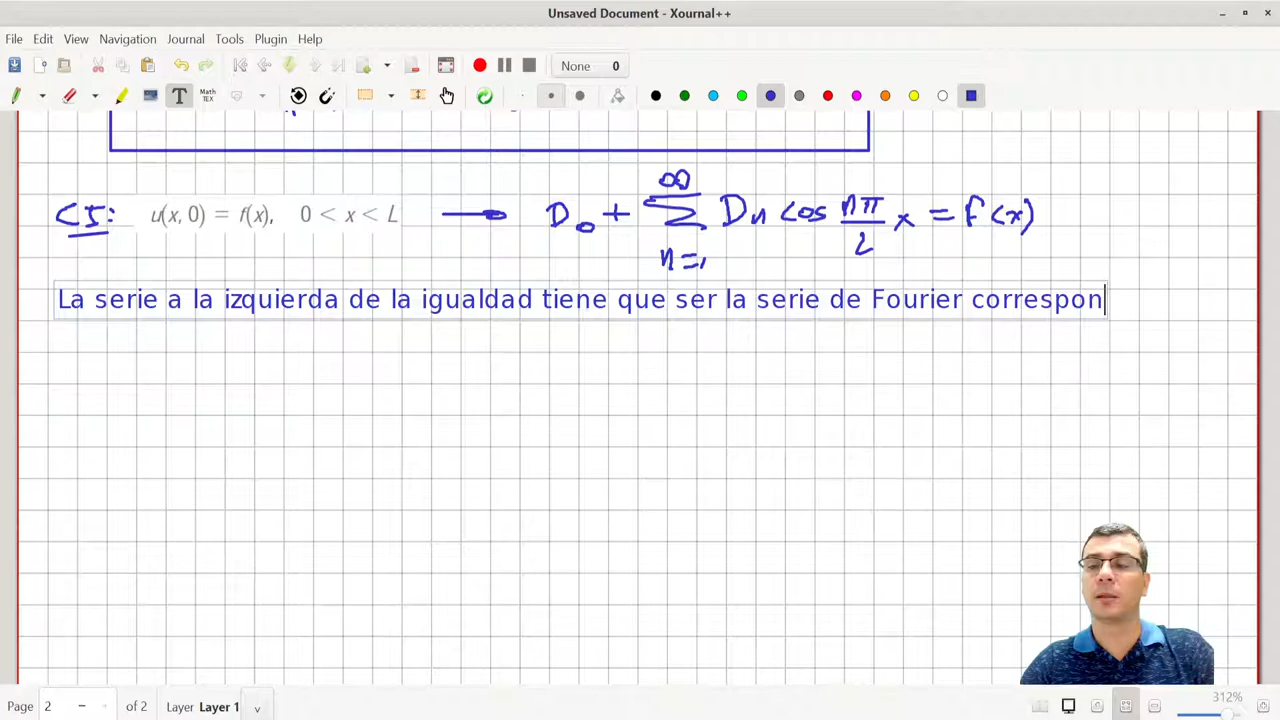 Unsaved Document - Xournal++
File Edit View Navigation Journal Tools Plugin Help
None 0
T MATH TEX
CI: u(x, 0) = f(x), 0 < x < L → D₀ + ∑ₙ₌₁^∞ Dₙ cos nπ/L x = f(x)
La serie a la izquierda de la igualdad tiene que ser la serie de Fourier correspon
Page 2 of 2 Layer Layer 1 312%